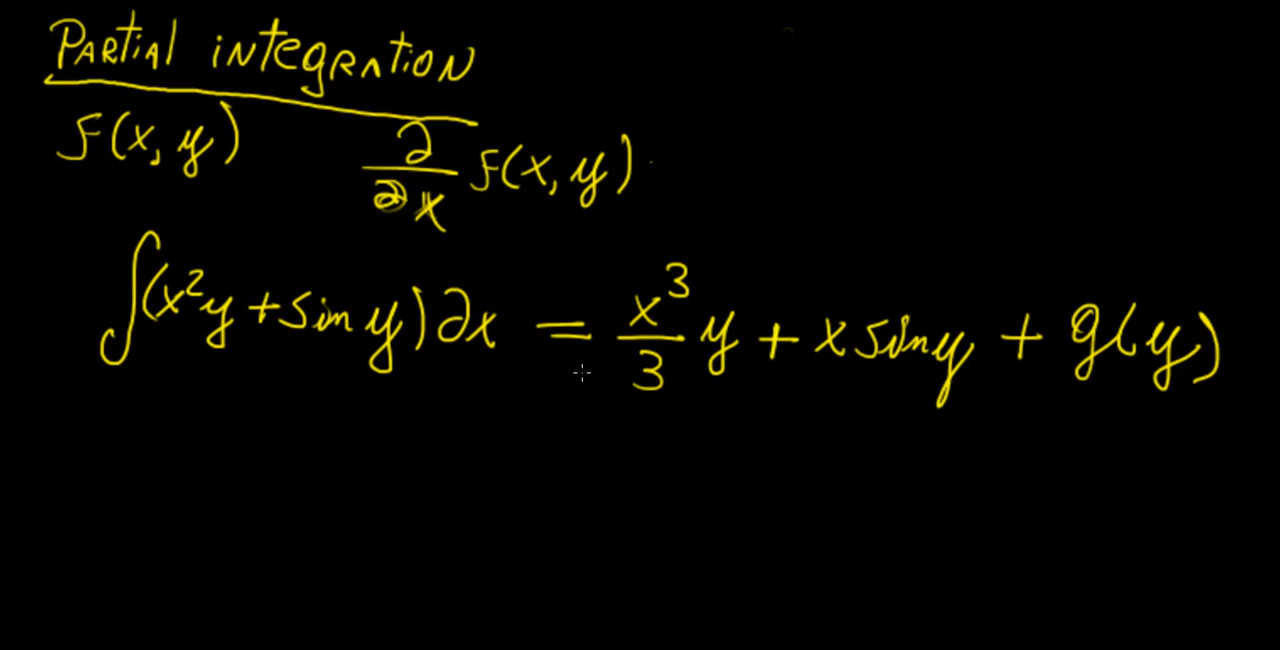 Partial integration
f(x, y) ∂/∂x f(x, y)
∫(x²y + sin y) ∂x = x³/3 y + x sin y + g(y)